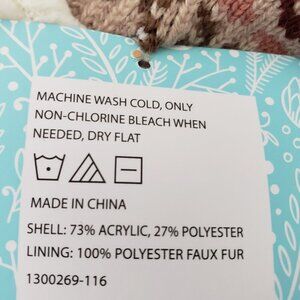 MACHINE WASH COLD, ONLY
NON-CHLORINE BLEACH WHEN
NEEDED, DRY FLAT
MADE IN CHINA
SHELL: 73% ACRYLIC, 27% POLYESTER
LINING: 100% POLYESTER FAUX FUR
1300269-116